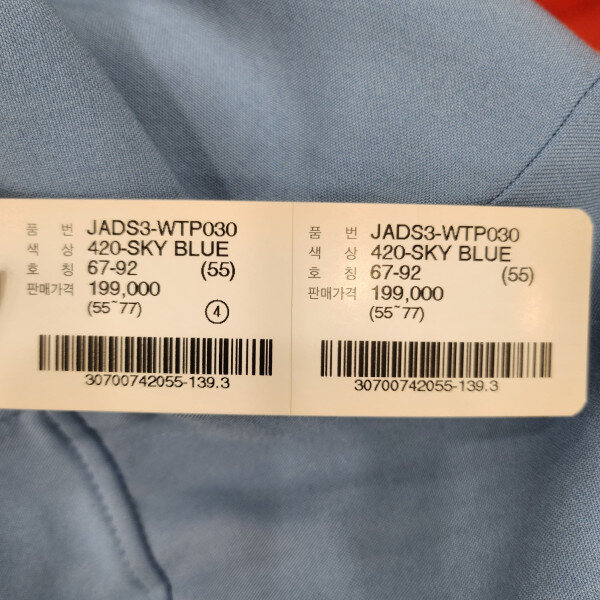 품 번 JADS3-WTP030
색 상 420-SKY BLUE
호 칭 67-92 (55)
판매가격 199,000
(55~77) ④
30700742055-139.3
품 번 JADS3-WTP030
색 상 420-SKY BLUE
호 칭 67-92 (55)
판매가격 199,000
(55~77)
30700742055-139.3